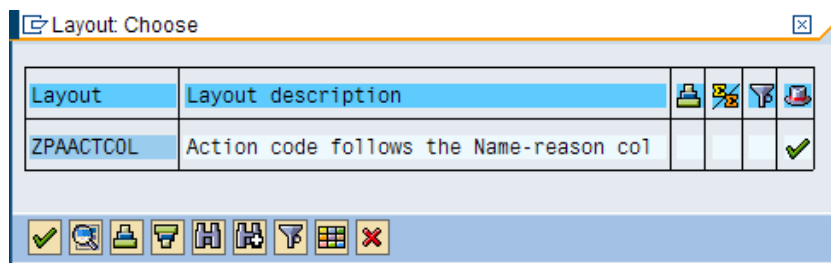 Layout: Choose
Layout Layout description
ZPAACTCOL Action code follows the Name-reason col